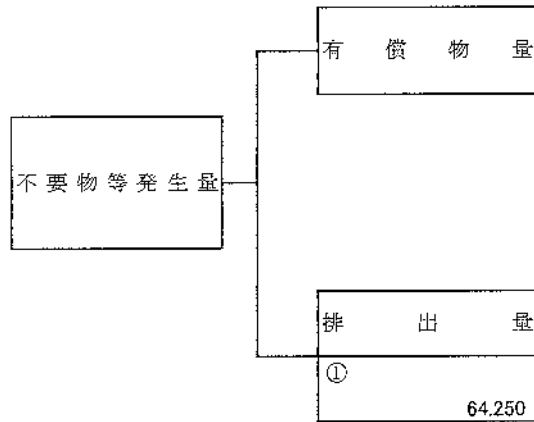 有償物量
不要物等発生量
排出量
①
64.250